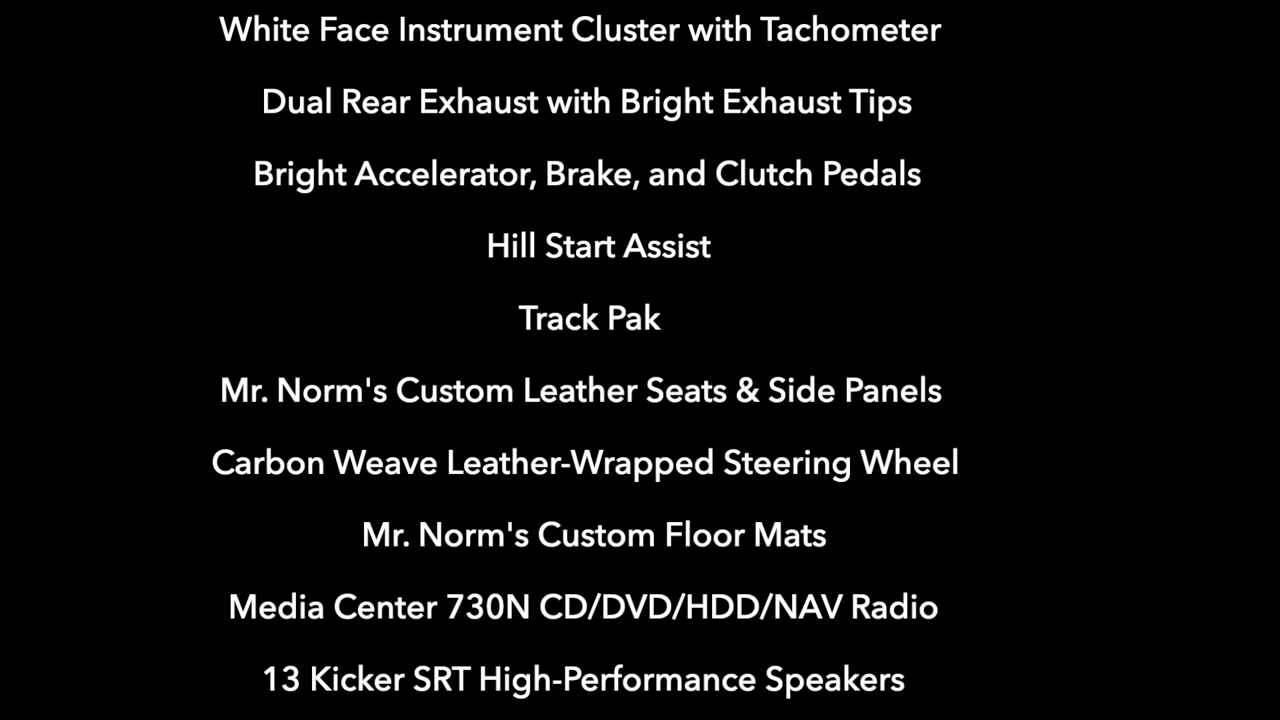 White Face Instrument Cluster with Tachometer
Dual Rear Exhaust with Bright Exhaust Tips
Bright Accelerator, Brake, and Clutch Pedals
Hill Start Assist
Track Pak
Mr. Norm's Custom Leather Seats & Side Panels
Carbon Weave Leather-Wrapped Steering Wheel
Mr. Norm's Custom Floor Mats
Media Center 730N CD/DVD/HDD/NAV Radio
13 Kicker SRT High-Performance Speakers